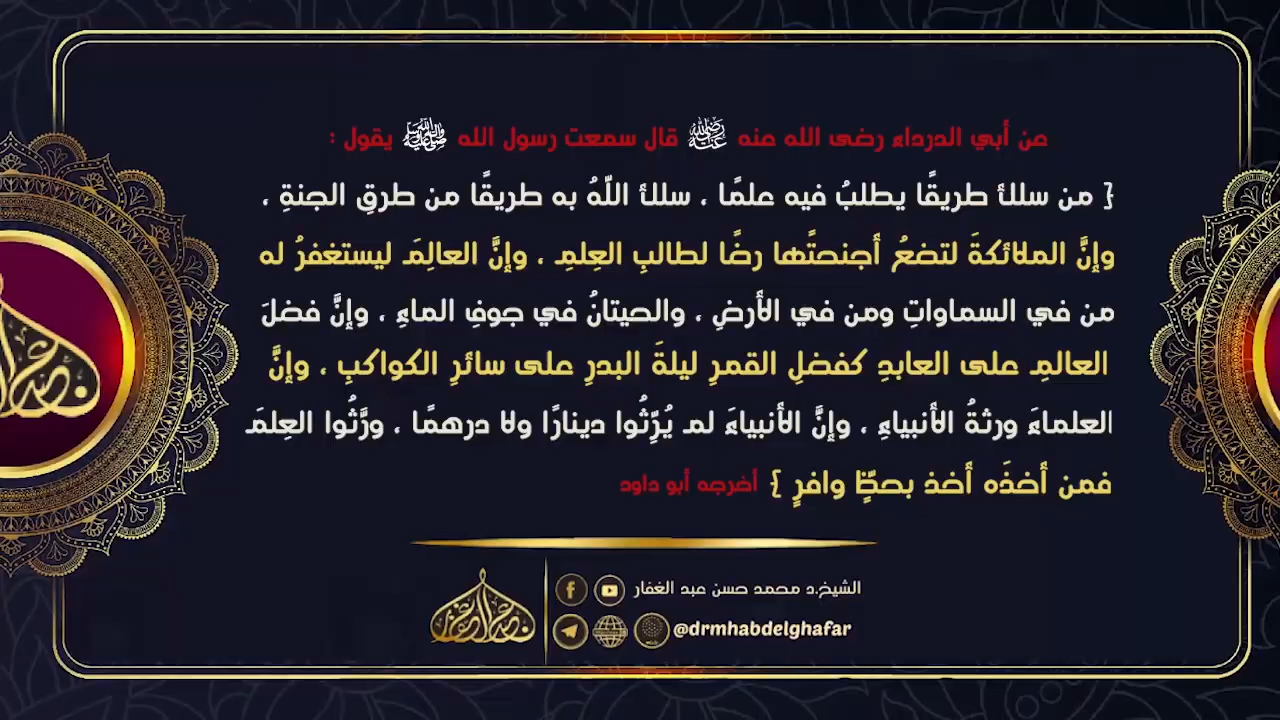 عن أبي الدرداء رضى الله عنه ﵁ قال سمعت رسول الله ﷺ يقول :
{ من سلك طريقًا يطلبُ فيه علمًا ، سلك اللّهُ به طريقًا من طرقِ الجنةِ ،
وإنَّ الملائكةَ لتضعُ أجنحتَها رضًا لطالبِ العِلمِ ، وإنَّ العالِمَ ليستغفرُ له
من في السماواتِ ومن في الأرضِ ، والحيتانُ في جوفِ الماءِ ، وإنَّ فضلَ
العالمِ على العابدِ كفضلِ القمرِ ليلةَ البدرِ على سائرِ الكواكبِ ، وإنَّ
العلماءَ ورثةُ الأنبياءِ ، وإنَّ الأنبياءَ لم يُرِّثُوا دينارًا ولا درهمًا ، ورَّثُوا العِلمَ
فمن أخذَه أخذ بحظٍّ وافرٍ } أخرجه أبو داود
الشيخ.د محمد حسن عبد الغفار
@drmhabdelghafar